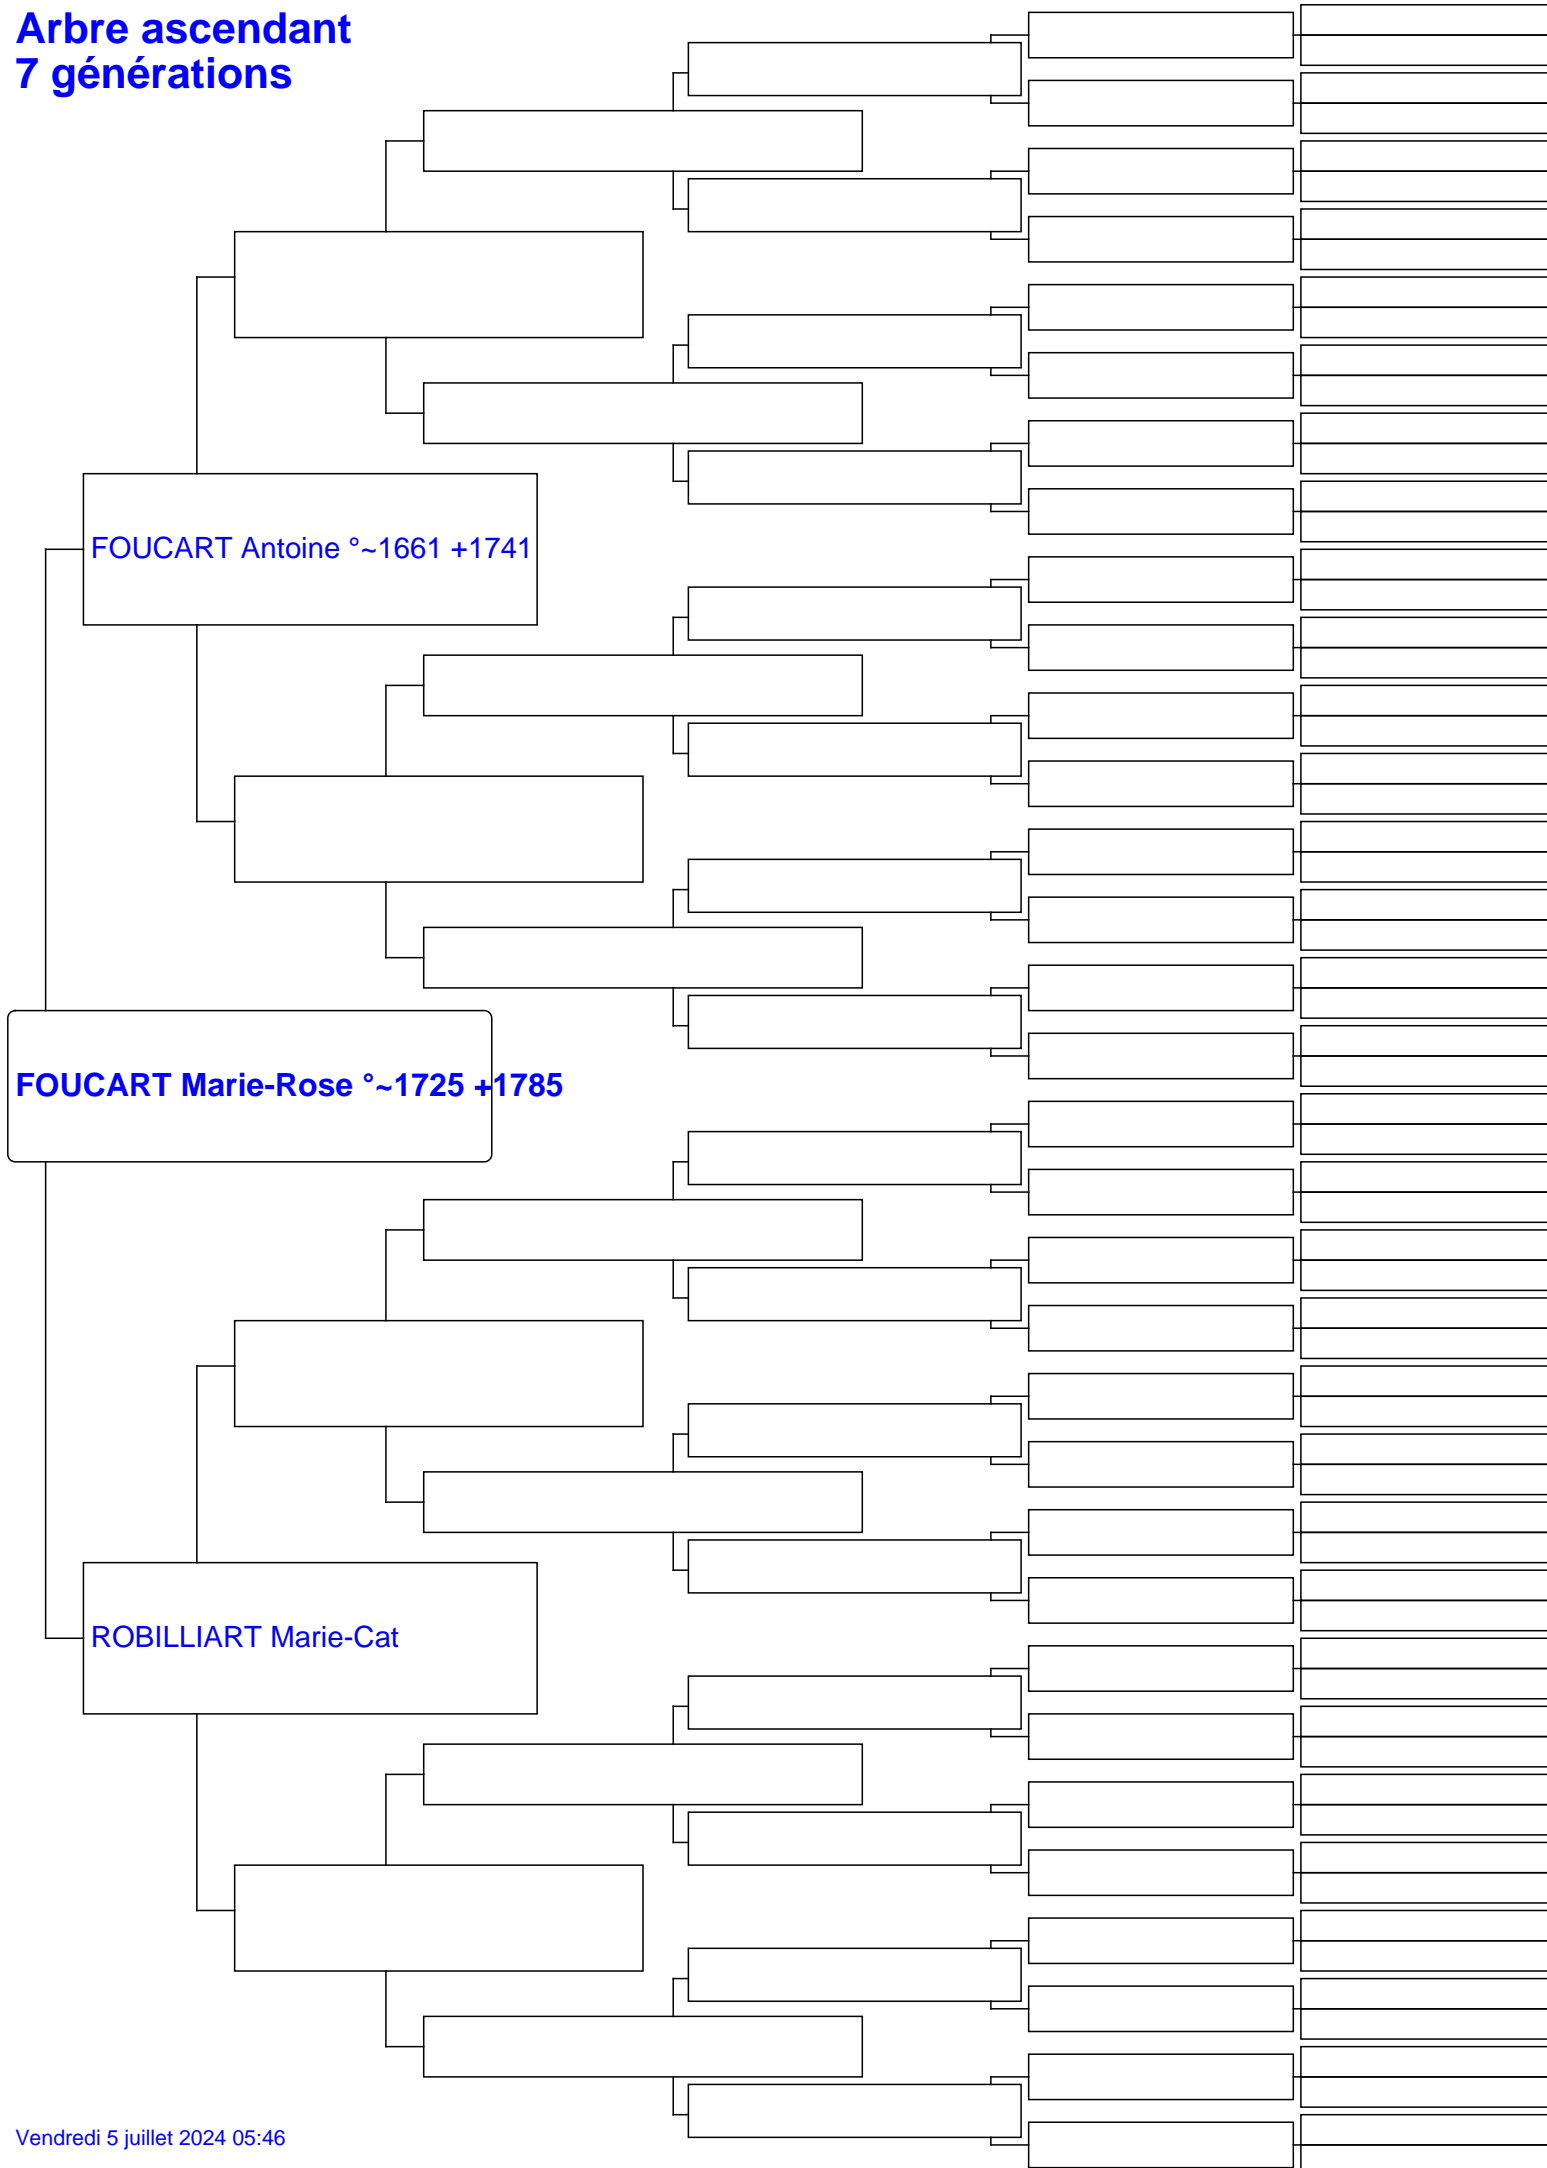 Arbre ascendant
7 générations
FOUCART Antoine °~1661 +1741
FOUCART Marie-Rose °~1725 +1785
ROBILLIART Marie-Cat
Vendredi 5 juillet 2024 05:46